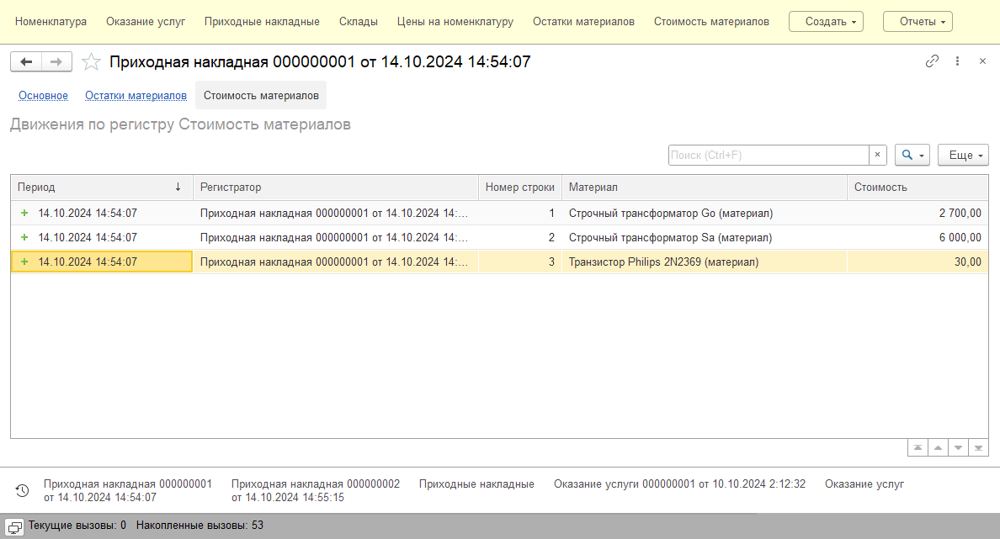 Номенклатура Оказание услуг Приходные накладные Склады Цены на номенклатуру Остатки материалов Стоимость материалов Создать Отчеты
Приходная накладная 000000001 от 14.10.2024 14:54:07
Основное Остатки материалов Стоимость материалов
Движения по регистру Стоимость материалов
Поиск (Ctrl+F) × Еще
Период ↓ Регистратор Номер строки Материал Стоимость
+ 14.10.2024 14:54:07 Приходная накладная 000000001 от 14.10.2024 14:... 1 Строчный трансформатор Go (материал) 2 700,00
+ 14.10.2024 14:54:07 Приходная накладная 000000001 от 14.10.2024 14:... 2 Строчный трансформатор Sa (материал) 6 000,00
+ 14.10.2024 14:54:07 Приходная накладная 000000001 от 14.10.2024 14:... 3 Транзистор Philips 2N2369 (материал) 30,00
Приходная накладная 000000001 Приходная накладная 000000002 Приходные накладные Оказание услуги 000000001 от 10.10.2024 2:12:32 Оказание услуг
от 14.10.2024 14:54:07 от 14.10.2024 14:55:15
Текущие вызовы: 0 Накопленные вызовы: 53